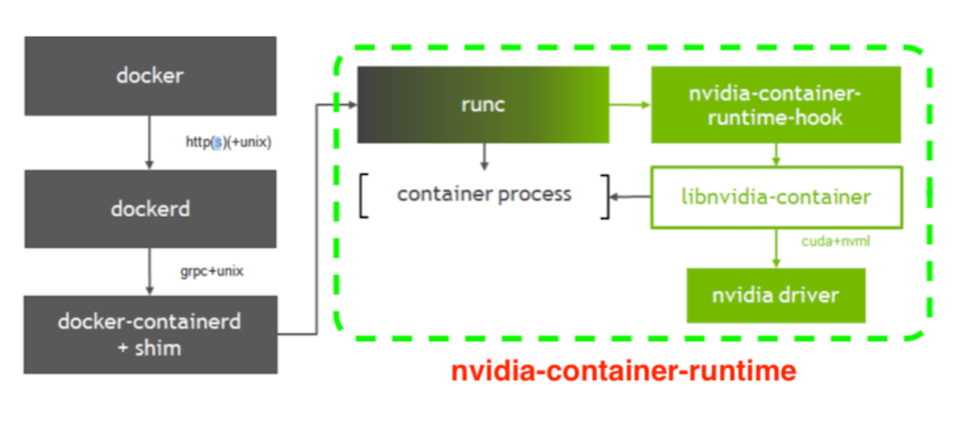 docker
http(s)(+unix)
dockerd
grpc+unix
docker-containerd
+ shim
runc
nvidia-container-
runtime-hook
[ container process ]
libnvidia-container
cuda+nvml
nvidia driver
nvidia-container-runtime